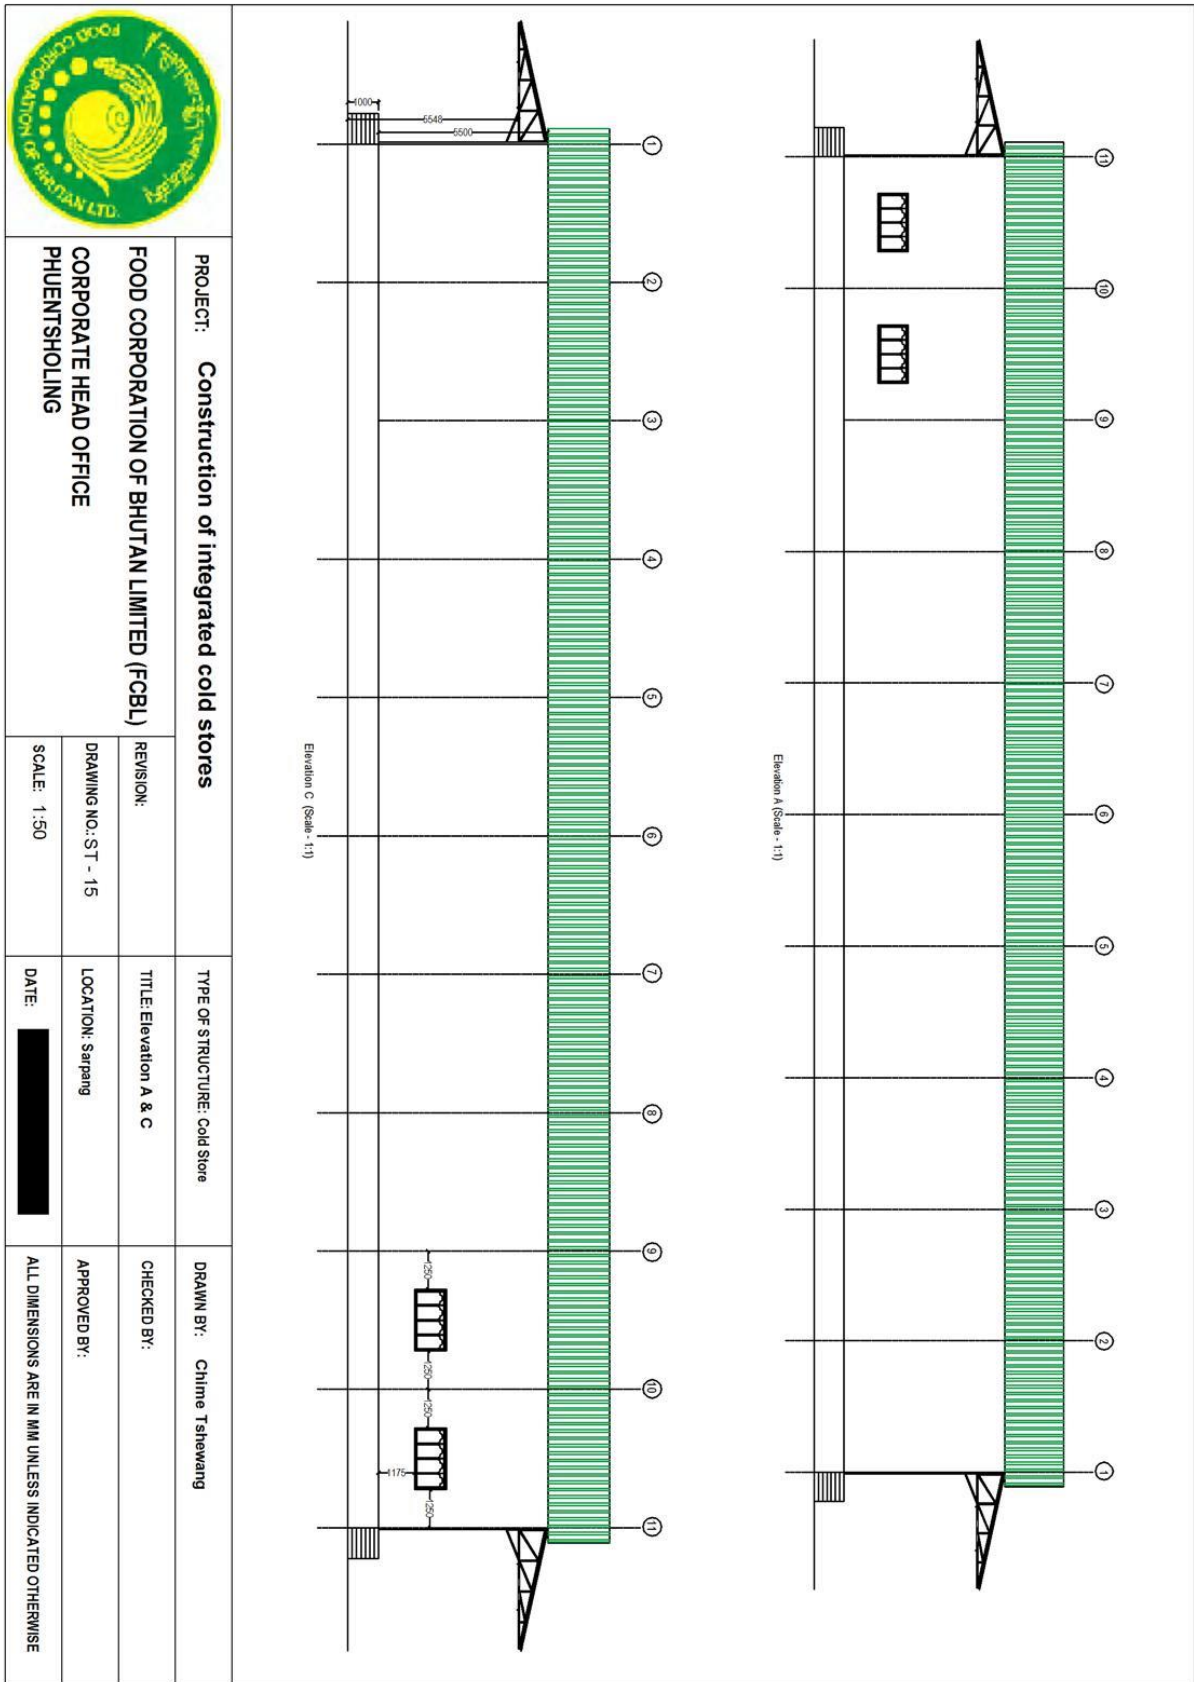 11
10
9
8
7
6
5
4
3
2
1
Elevation A (Scale - 1:1)
1
2
3
4
5
6
7
8
9
10
11
1000
5548
5500
1250
1250
1250
1250
1175
Elevation C (Scale - 1:1)
FOOD CORPORATION OF BHUTAN LTD.
PROJECT: Construction of integrated cold stores
FOOD CORPORATION OF BHUTAN LIMITED (FCBL)
CORPORATE HEAD OFFICE
PHUENTSHOLING
REVISION:
DRAWING NO.:ST - 15
SCALE: 1:50
TYPE OF STRUCTURE: Cold Store
TITLE: Elevation A & C
LOCATION: Sarpang
DATE:
DRAWN BY: Chime Tshewang
CHECKED BY:
APPROVED BY:
ALL DIMENSIONS ARE IN MM UNLESS INDICATED OTHERWISE